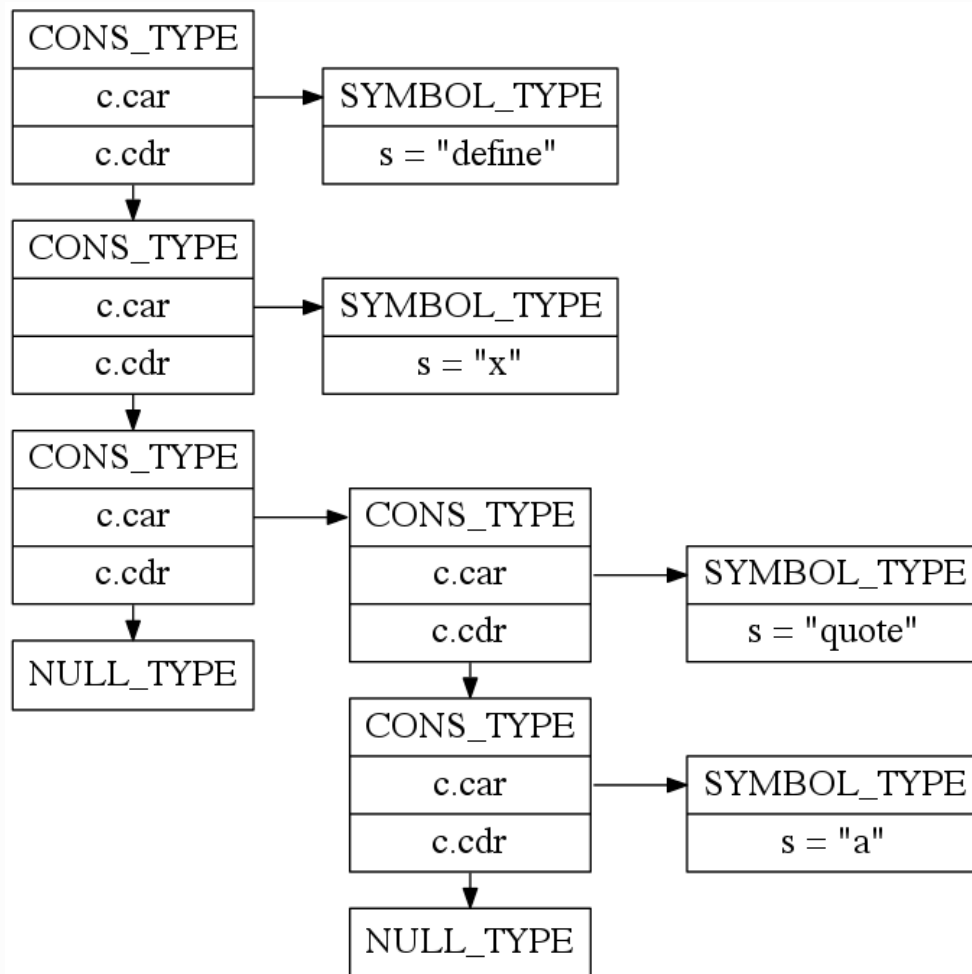 CONS_TYPE
c.car
c.cdr
SYMBOL_TYPE
s = "define"
CONS_TYPE
c.car
c.cdr
SYMBOL_TYPE
s = "x"
CONS_TYPE
c.car
c.cdr
NULL_TYPE
CONS_TYPE
c.car
c.cdr
SYMBOL_TYPE
s = "quote"
CONS_TYPE
c.car
c.cdr
SYMBOL_TYPE
s = "a"
NULL_TYPE